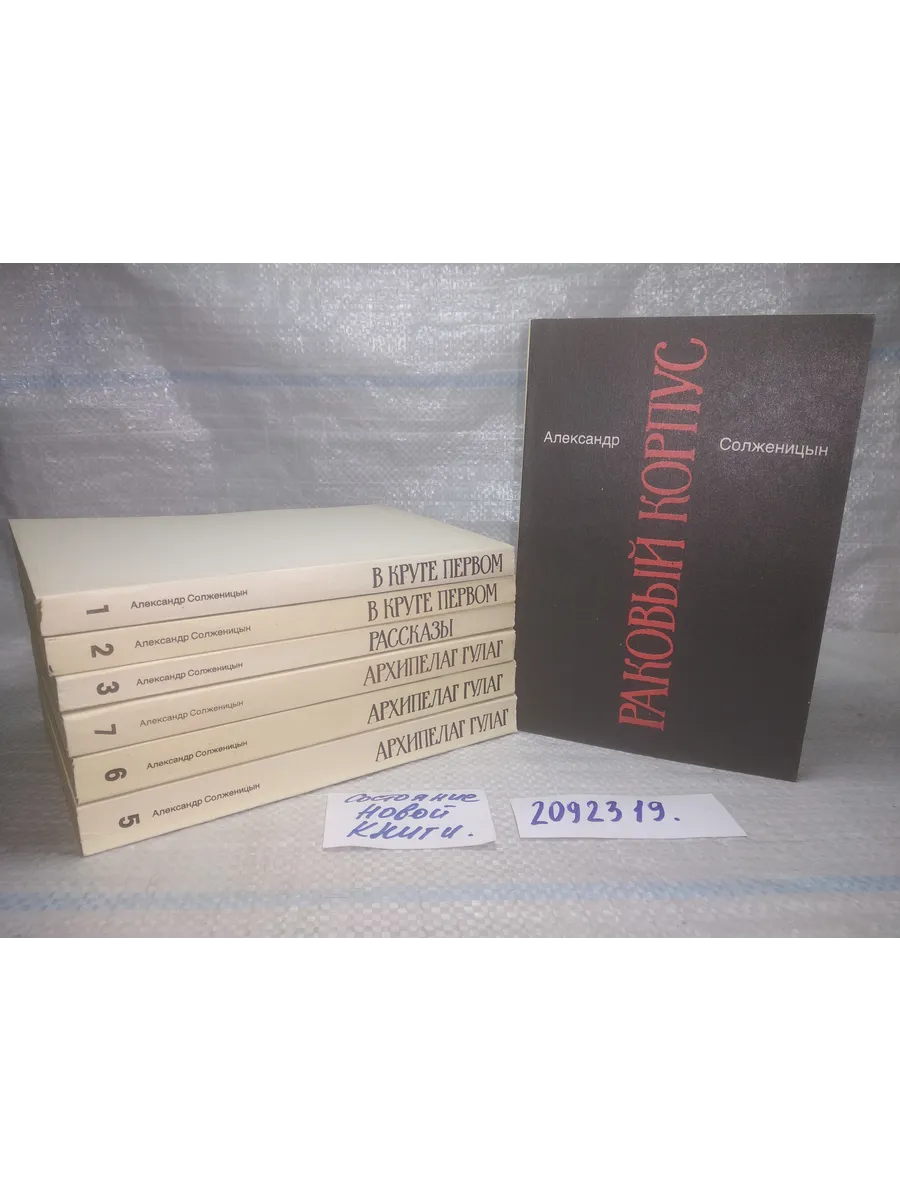 1 Александр Солженицын В КРУГЕ ПЕРВОМ
2 Александр Солженицын В КРУГЕ ПЕРВОМ
3 Александр Солженицын РАССКАЗЫ
7 Александр Солженицын АРХИПЕЛАГ ГУЛАГ
6 Александр Солженицын АРХИПЕЛАГ ГУЛАГ
5 Александр Солженицын АРХИПЕЛАГ ГУЛАГ
Александр Солженицын
РАКОВЫЙ КОРПУС
состояние
новой
книги.
2092319.